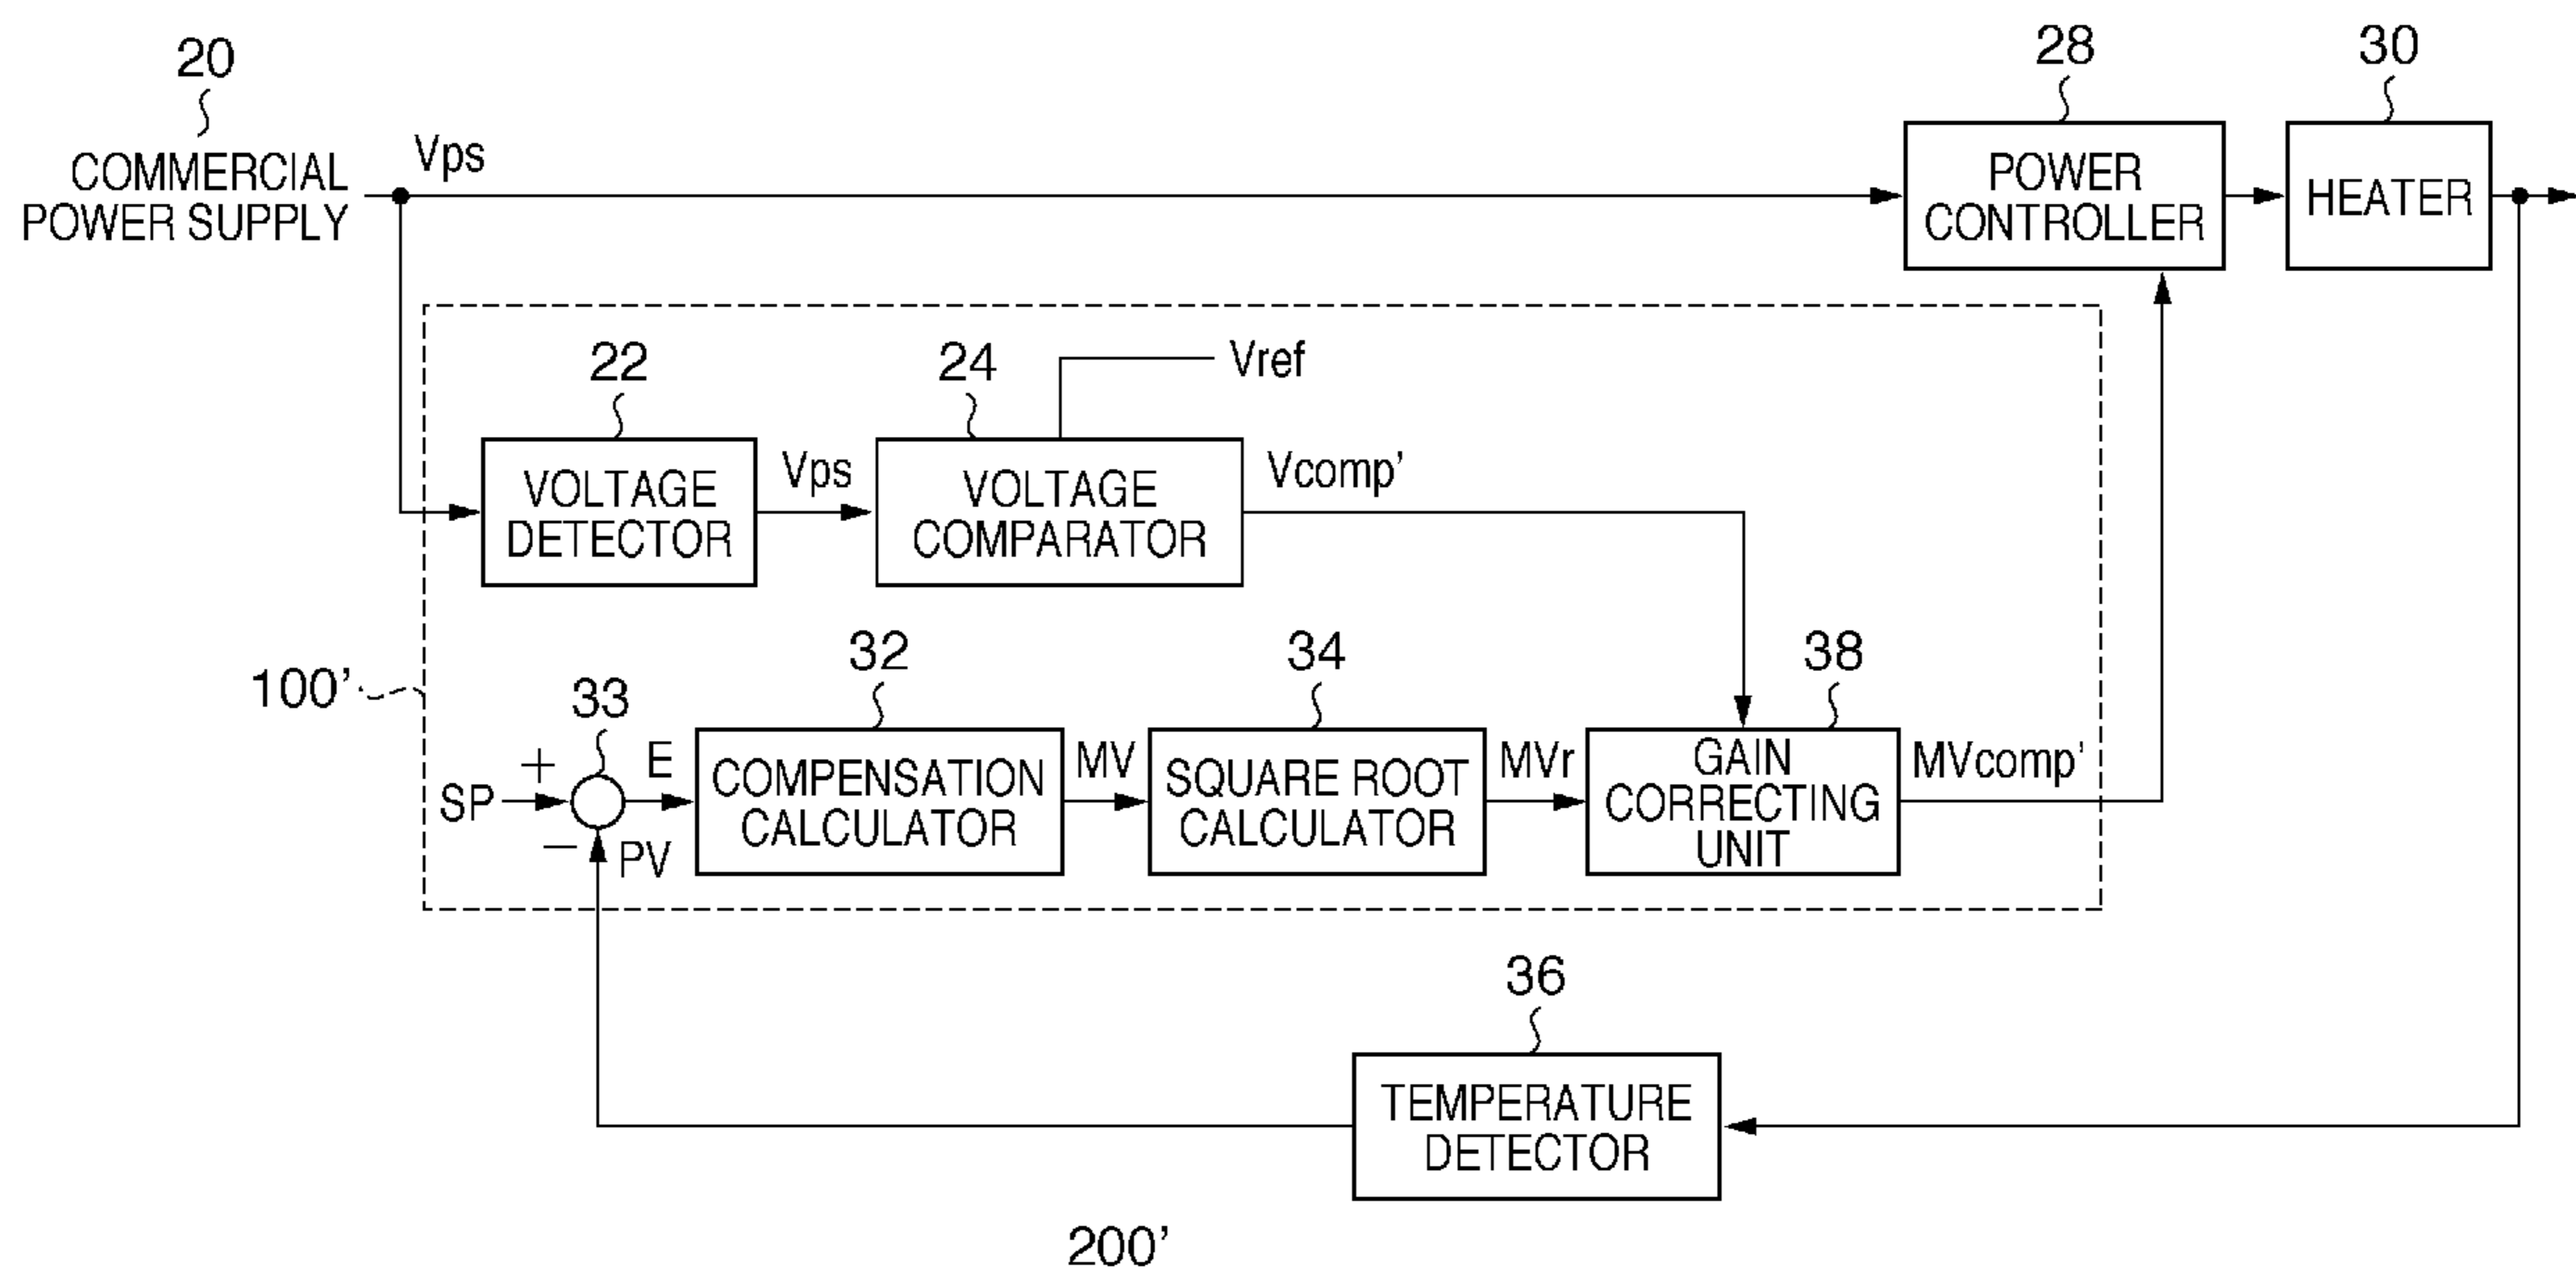 20
28
30
COMMERCIAL
POWER SUPPLY
Vps
POWER
CONTROLLER
HEATER
22
24
Vref
VOLTAGE
DETECTOR
Vps
VOLTAGE
COMPARATOR
Vcomp'
100'
33
32
34
38
SP
+
−
E
PV
COMPENSATION
CALCULATOR
MV
SQUARE ROOT
CALCULATOR
MVr
GAIN
CORRECTING
UNIT
MVcomp'
36
TEMPERATURE
DETECTOR
200'